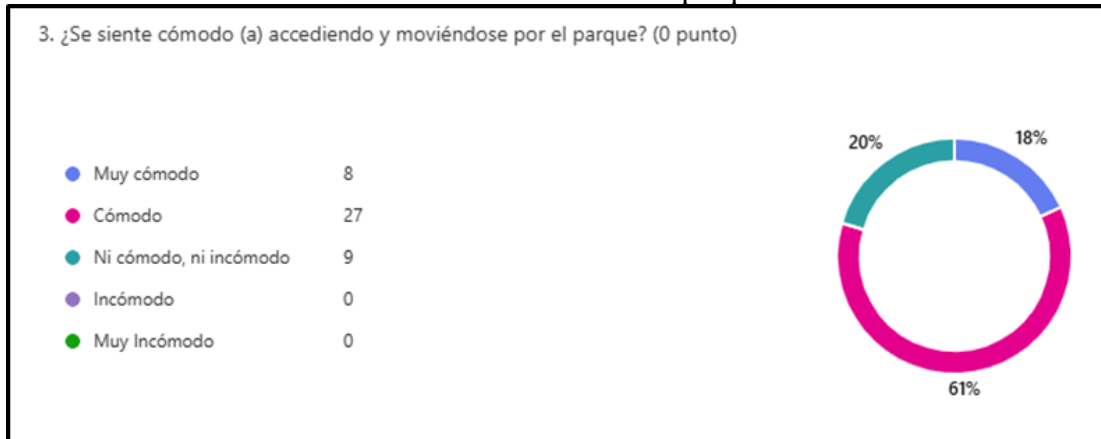 3. ¿Se siente cómodo (a) accediendo y moviéndose por el parque? (0 punto)
20%
18%
Muy cómodo 8
Cómodo 27
Ni cómodo, ni incómodo 9
Incómodo 0
Muy Incómodo 0
61%